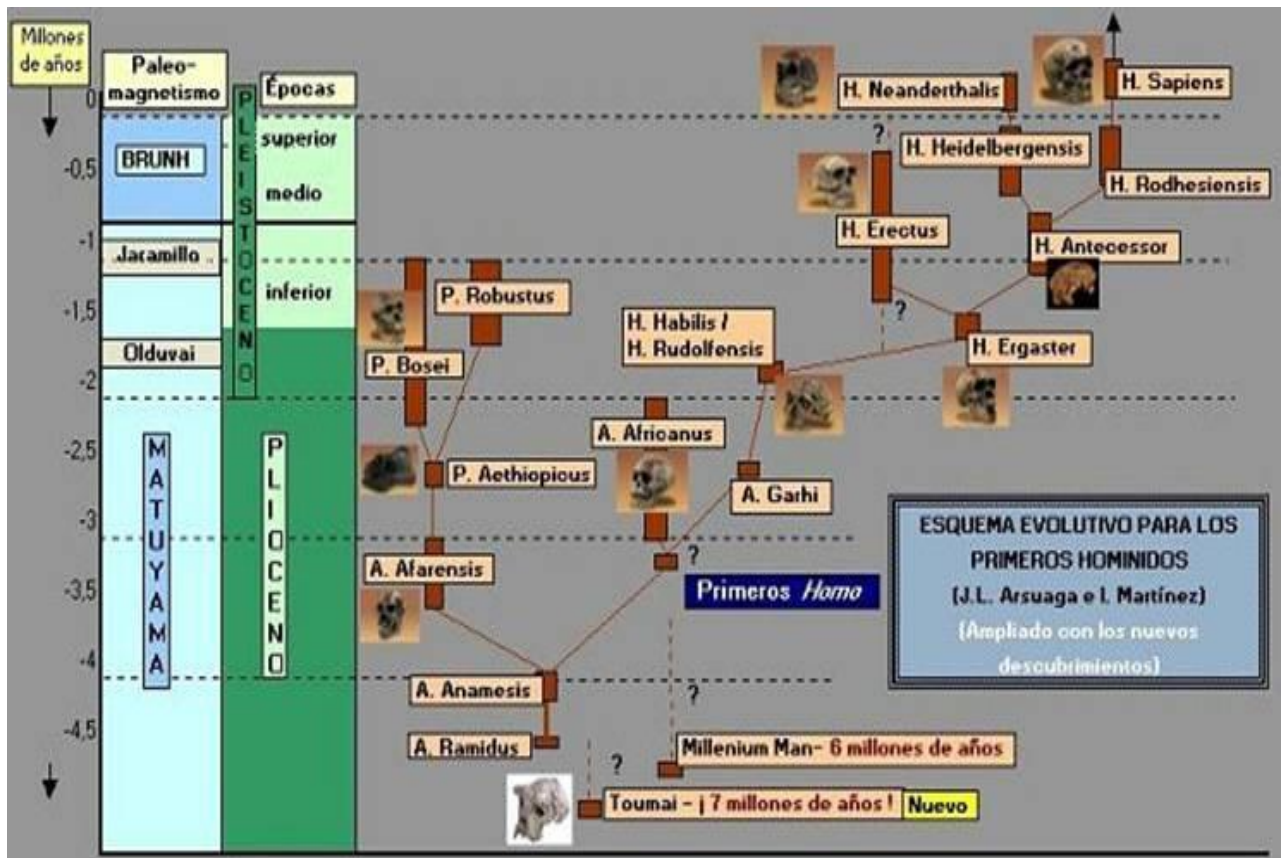 Millones
de años
Paleo-
magnetismo
Épocas
0
-0,5
-1
-1,5
-2
-2,5
-3
-3,5
-4
-4,5
BRUNH
Jaramillo
Olduvai
MATUYAMA
PLEISTOCENO
superior
medio
inferior
PLIOCENO
H. Neanderthalis
H. Sapiens
?
H. Heidelbergensis
H. Rodhesiensis
H. Erectus
H. Antecessor
P. Robustus
?
H. Habilis /
H. Rudolfensis
H. Ergaster
P. Bosei
A. Africanus
P. Aethiopicus
A. Garhi
A. Afarensis
?
Primeros Homo
A. Anamesis
?
A. Ramidus
Millenium Man- 6 millones de años
?
Toumai - ¡ 7 millones de años !
Nuevo
ESQUEMA EVOLUTIVO PARA LOS
PRIMEROS HOMINIDOS
(J.L. Arsuaga e I. Martínez)
(Ampliado con los nuevos
descubrimientos)